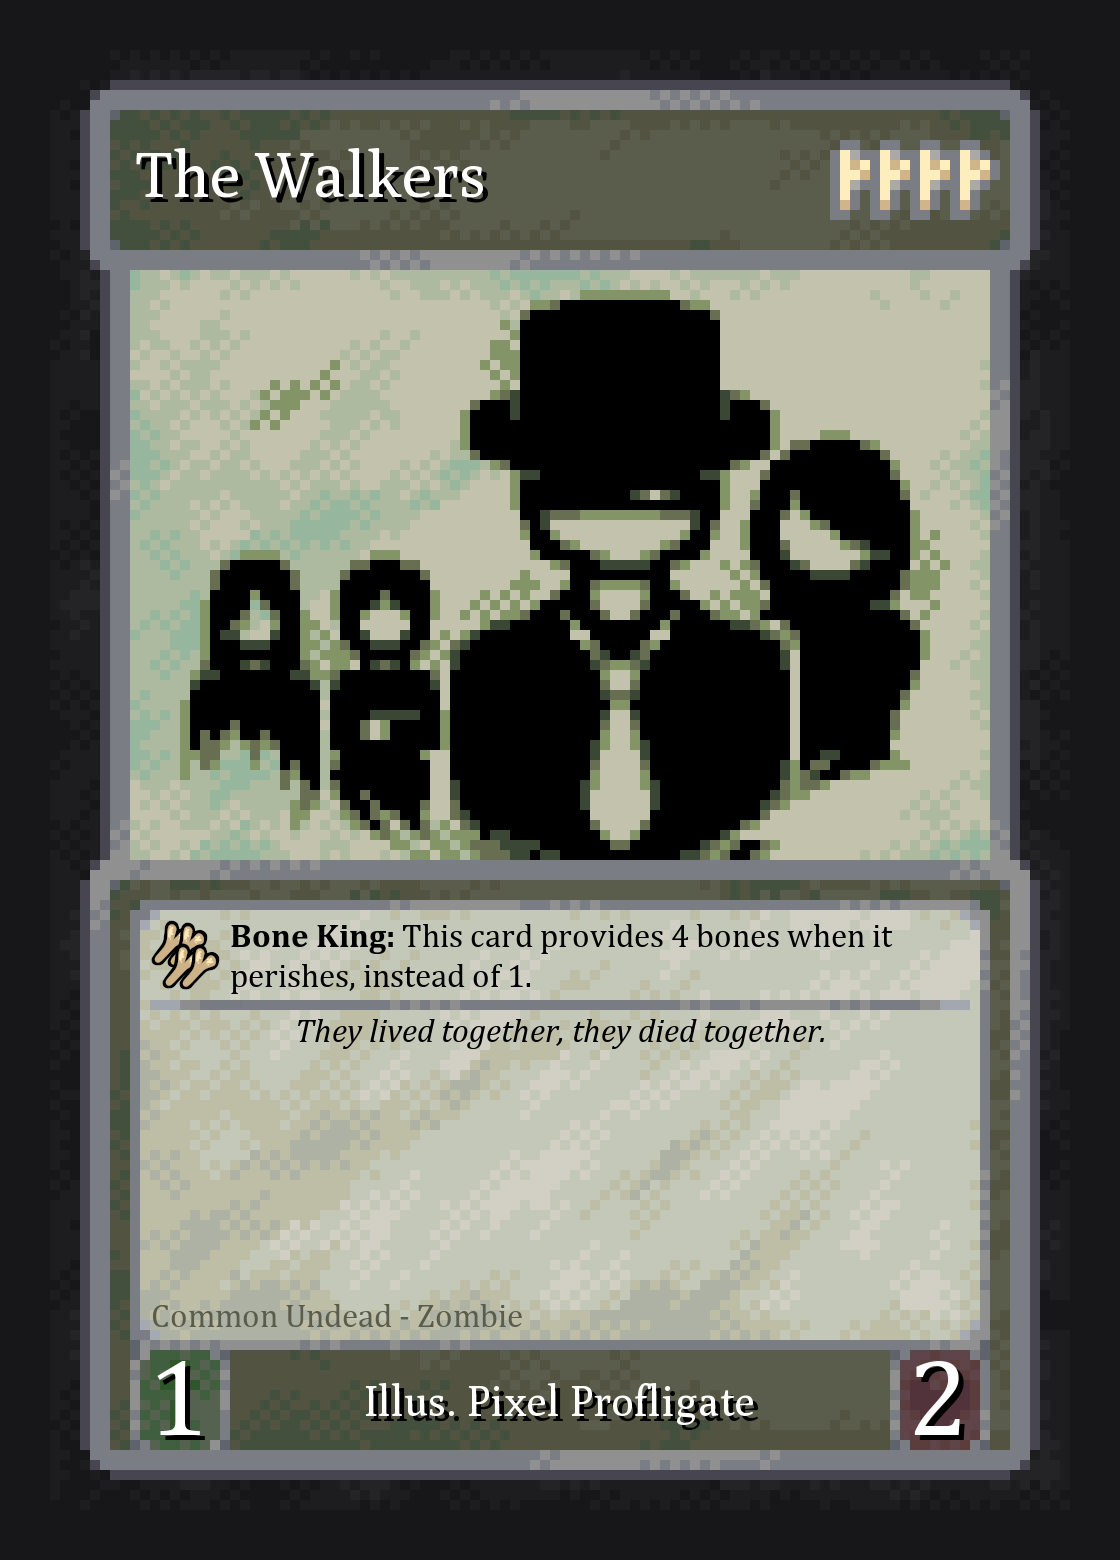 The Walkers
Bone King: This card provides 4 bones when it
perishes, instead of 1.
They lived together, they died together.
Common Undead - Zombie
1
Illus. Pixel Profligate
2